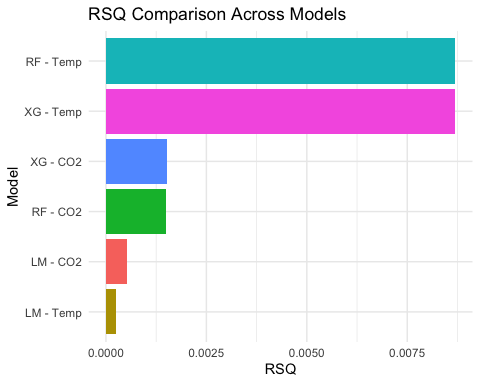 RSQ Comparison Across Models
Model
RF - Temp
XG - Temp
XG - CO2
RF - CO2
LM - CO2
LM - Temp
0.0000 0.0025 0.0050 0.0075
RSQ